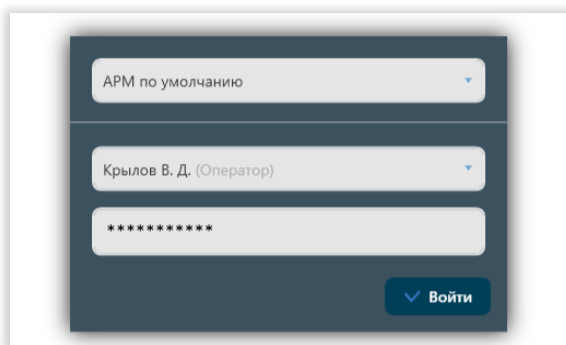 АРМ по умолчанию
Крылов В. Д. (Оператор)
***********
Войти